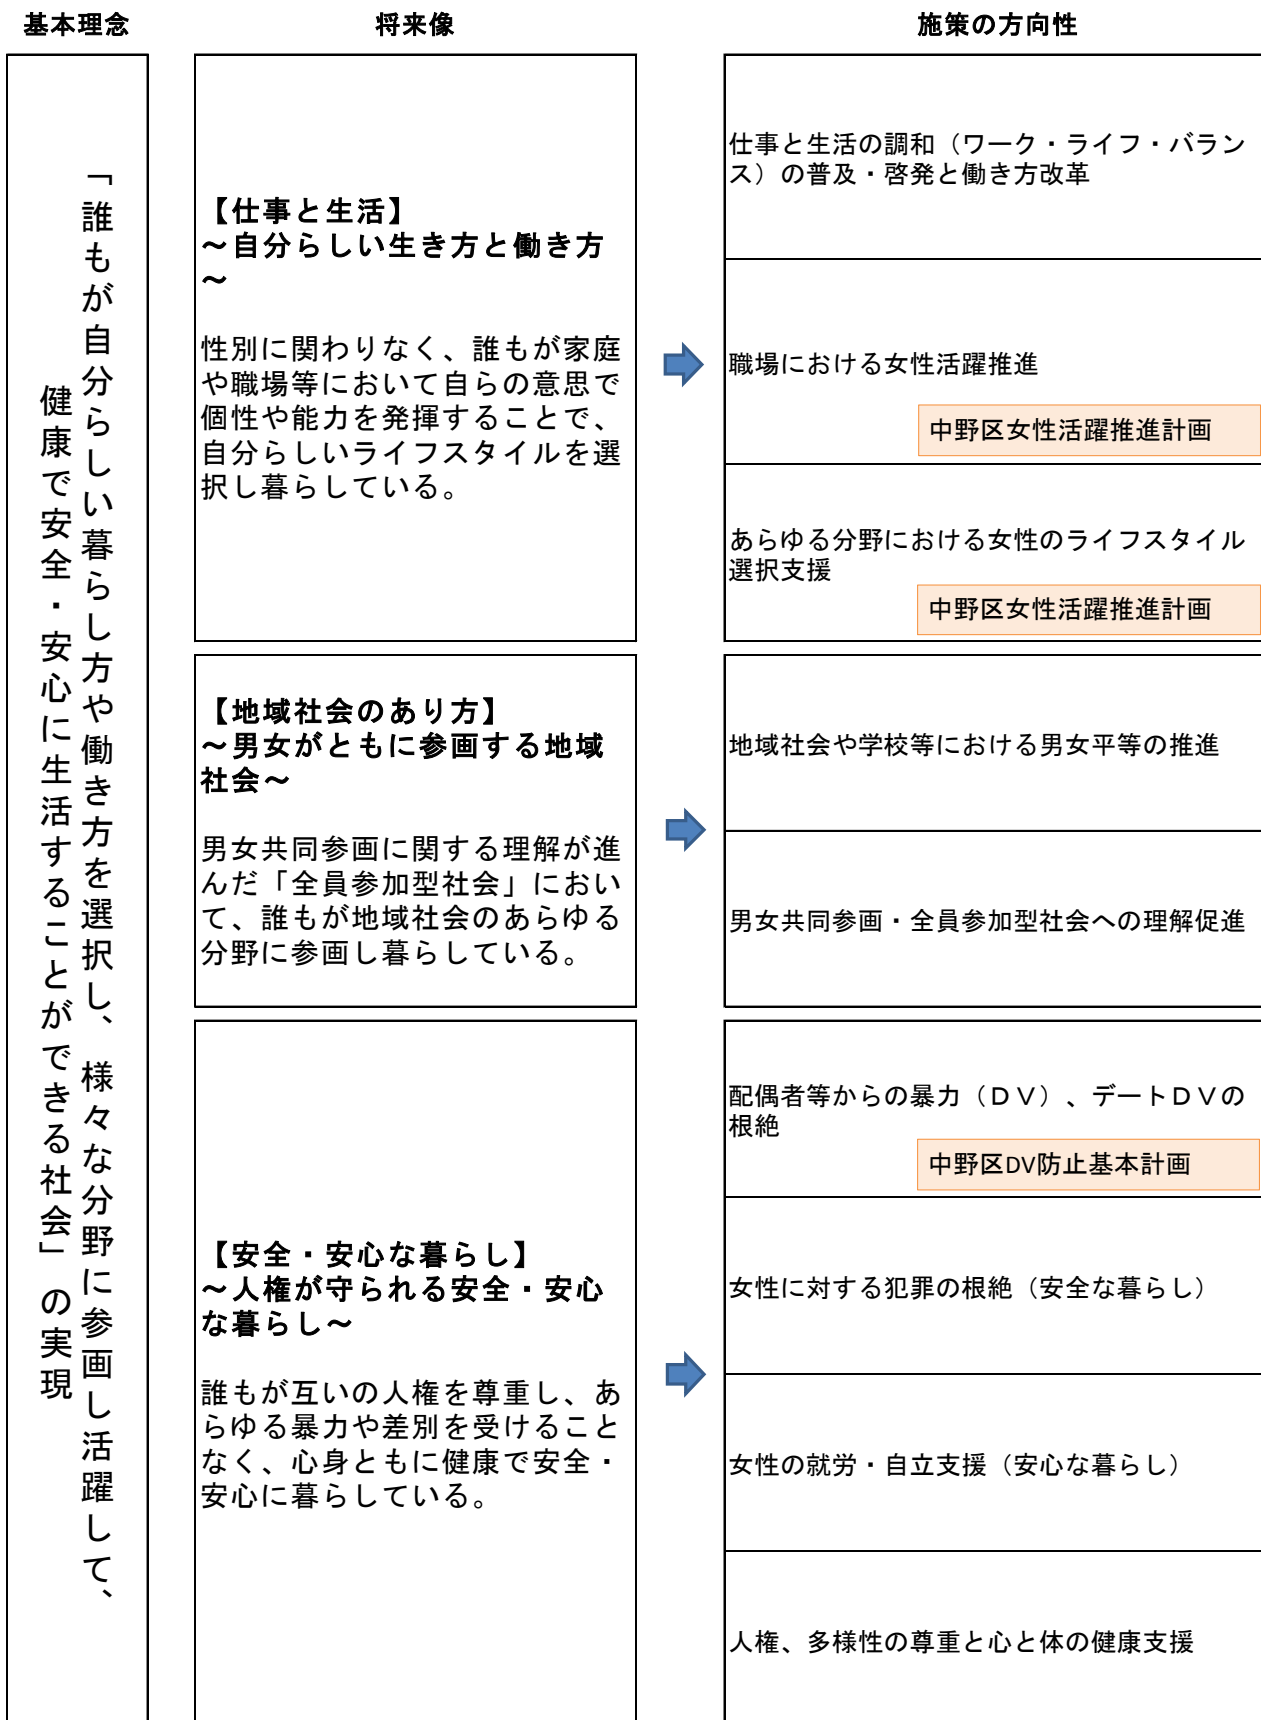 基本理念
将来像
施策の方向性
「誰もが自分らしい暮らし方や働き方を選択し、様々な分野に参画し活躍して、
健康で安全・安心に生活することができる社会」の実現
【仕事と生活】
～自分らしい生き方と働き方
～
性別に関わりなく、誰もが家庭
や職場等において自らの意思で
個性や能力を発揮することで、
自分らしいライフスタイルを選
択し暮らしている。
仕事と生活の調和（ワーク・ライフ・バラン
ス）の普及・啓発と働き方改革
職場における女性活躍推進
中野区女性活躍推進計画
あらゆる分野における女性のライフスタイル
選択支援
中野区女性活躍推進計画
【地域社会のあり方】
～男女がともに参画する地域
社会～
男女共同参画に関する理解が進
んだ「全員参加型社会」におい
て、誰もが地域社会のあらゆる
分野に参画し暮らしている。
地域社会や学校等における男女平等の推進
男女共同参画・全員参加型社会への理解促進
【安全・安心な暮らし】
～人権が守られる安全・安心
な暮らし～
誰もが互いの人権を尊重し、あ
らゆる暴力や差別を受けること
なく、心身ともに健康で安全・
安心に暮らしている。
配偶者等からの暴力（ＤＶ）、デートＤＶの
根絶
中野区DV防止基本計画
女性に対する犯罪の根絶（安全な暮らし）
女性の就労・自立支援（安心な暮らし）
人権、多様性の尊重と心と体の健康支援